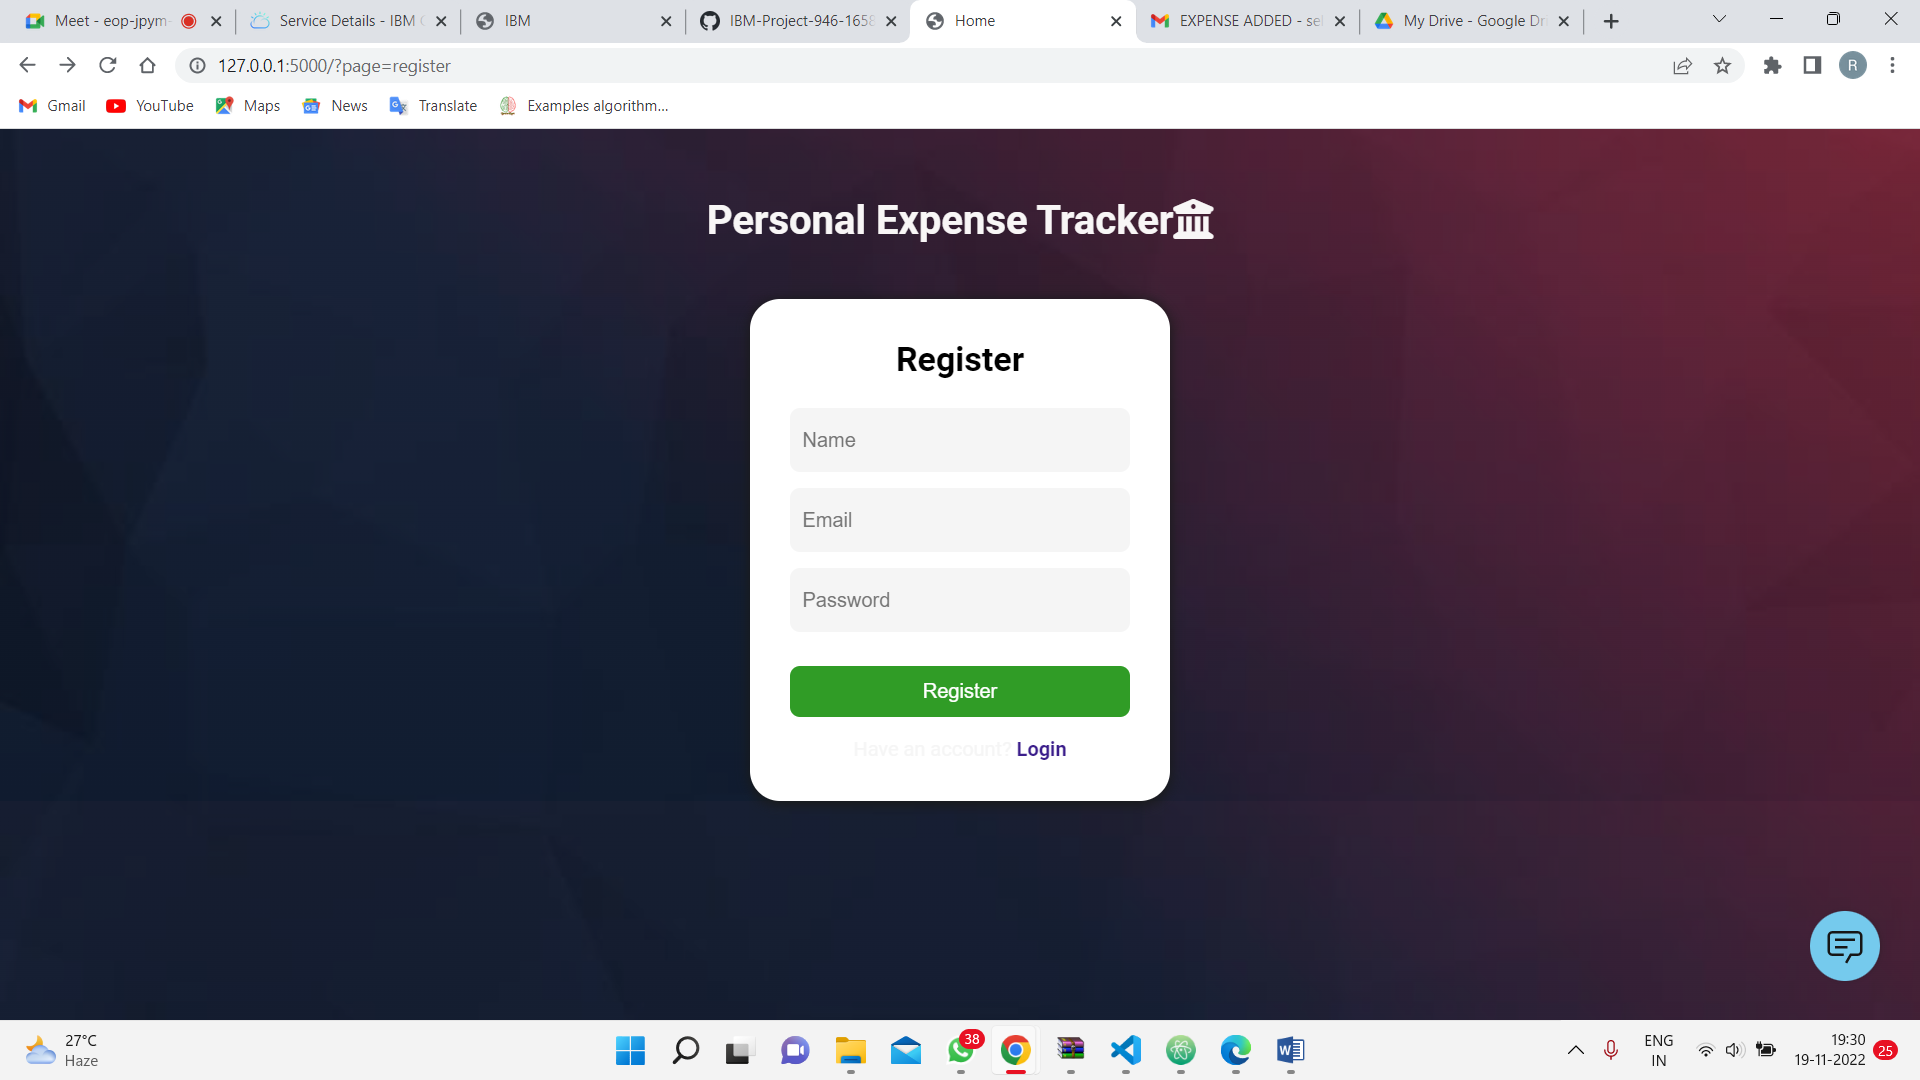 Meet - eop-jpym-
Service Details - IBM
IBM
IBM-Project-946-1658
Home
EXPENSE ADDED - sel
My Drive - Google Dr
127.0.0.1:5000/?page=register
R
Gmail
YouTube
Maps
News
Translate
Examples algorithm...
Personal Expense Tracker
Register
Name
Email
Password
Register
Have an account? Login
27°C
Haze
38
ENG
IN
19:30
19-11-2022
25